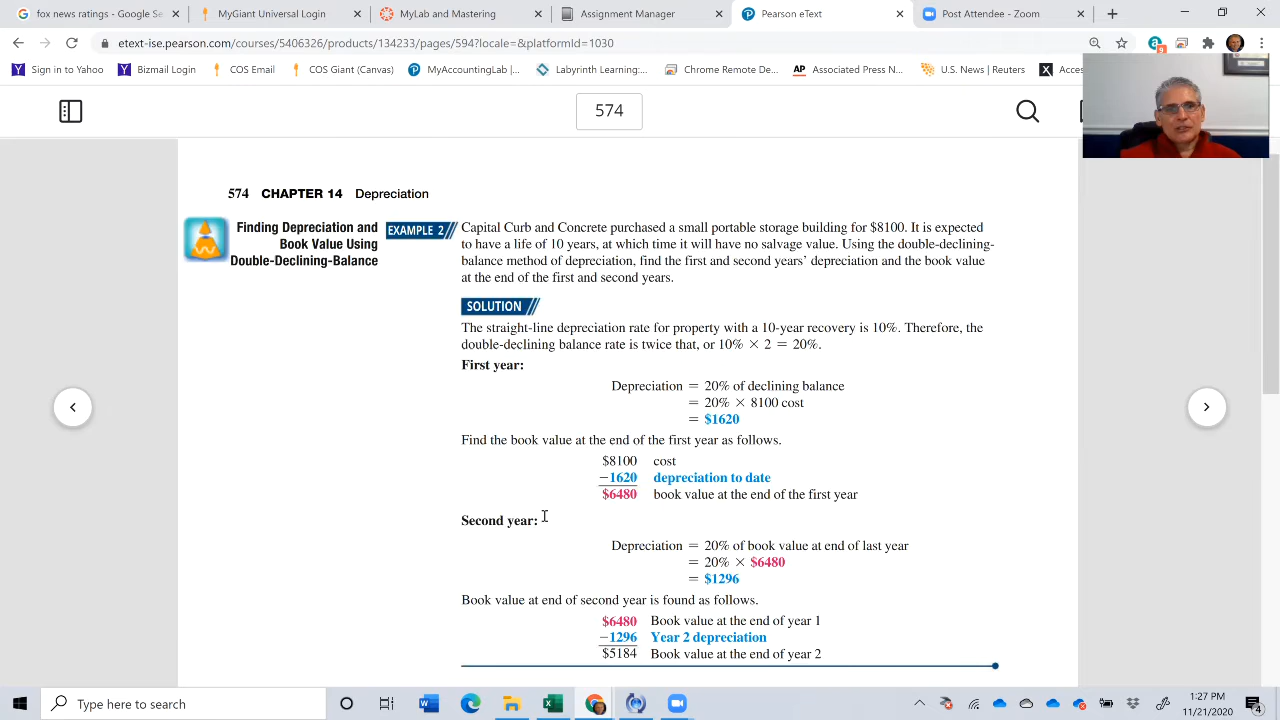 five nines ratings - Google Se
Modiant Universal Login
MyLab and Mastering
Assignment Manager
Pearson eText
Post Attendee - Zoom
etext-ise.pearson.com/courses/5406326/products/134233/pages/
Sign in to Yahoo
Bizmail Login
COS Email
COS Giant
MyAccountingLab |...
Labyrinth Learning:...
Chrome Remote De...
AP Associated Press N...
U.S. News | Reuters
X Acces
574
574 CHAPTER 14 Depreciation
Finding Depreciation and
Book Value Using
Double-Declining-Balance
EXAMPLE 2
Capital Curb and Concrete purchased a small portable storage building for $8100. It is expected
to have a life of 10 years, at which time it will have no salvage value. Using the double-declining-
balance method of depreciation, find the first and second years' depreciation and the book value
at the end of the first and second years.
SOLUTION
The straight-line depreciation rate for property with a 10-year recovery is 10%. Therefore, the
double-declining balance rate is twice that, or 10% × 2 = 20%.
First year:
Depreciation = 20% of declining balance
= 20% × 8100 cost
= $1620
Find the book value at the end of the first year as follows.
$8100 cost
−1620 depreciation to date
$6480 book value at the end of the first year
Second year:
Depreciation = 20% of book value at end of last year
= 20% × $6480
= $1296
Book value at end of second year is found as follows.
$6480 Book value at the end of year 1
−1296 Year 2 depreciation
$5184 Book value at the end of year 2
Type here to search
1:27 PM
11/21/2020
4